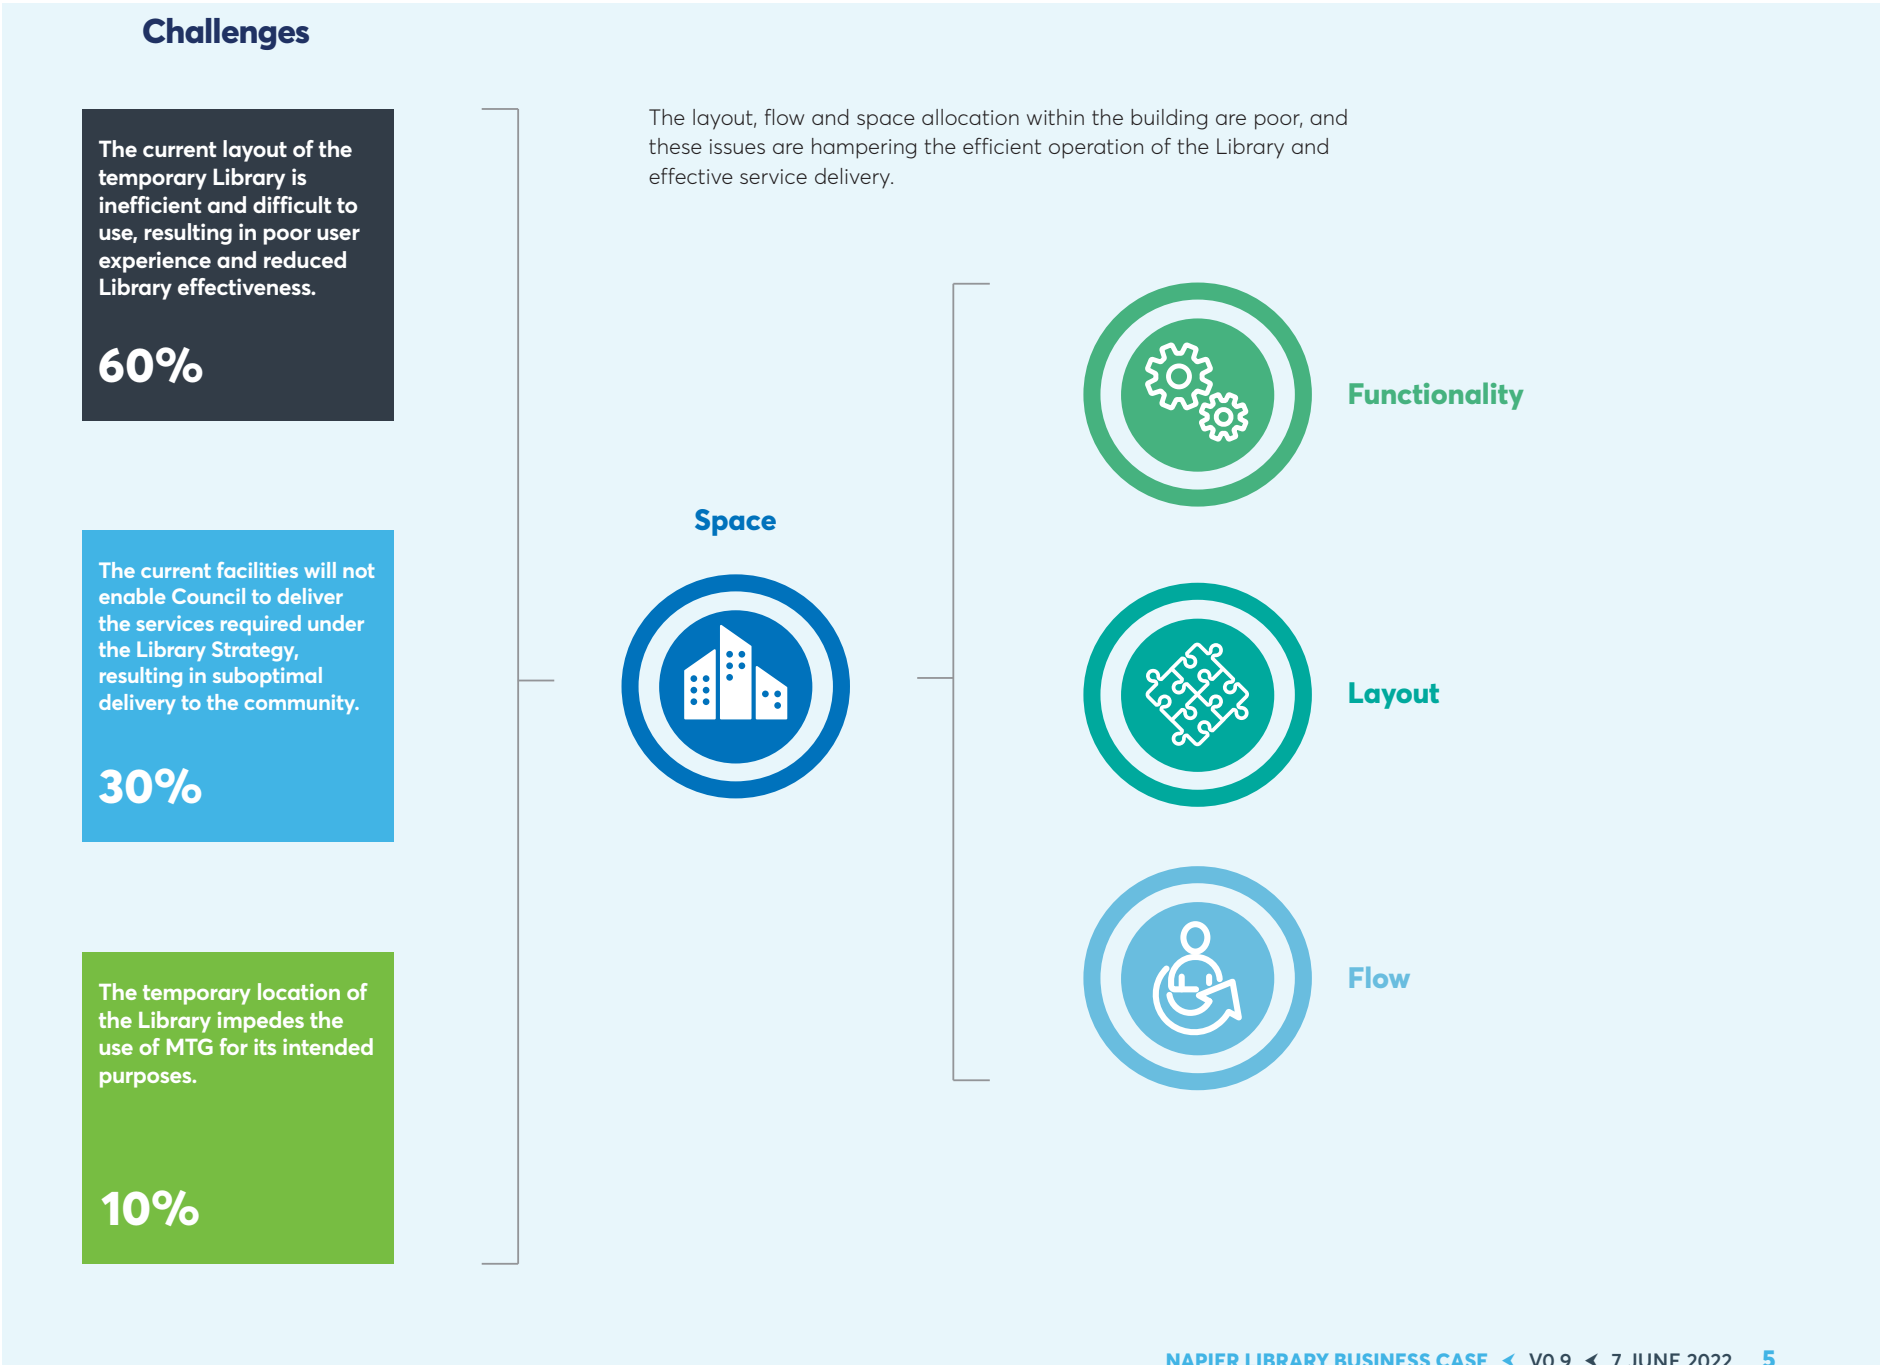 Challenges
The current layout of the
temporary Library is
inefficient and difficult to
use, resulting in poor user
experience and reduced
Library effectiveness.
60%
The current facilities will not
enable Council to deliver
the services required under
the Library Strategy,
resulting in suboptimal
delivery to the community.
30%
The temporary location of
the Library impedes the
use of MTG for its intended
purposes.
10%
The layout, flow and space allocation within the building are poor, and
these issues are hampering the efficient operation of the Library and
effective service delivery.
Space
Functionality
Layout
Flow
NAPIER LIBRARY BUSINESS CASE V0.9 7 JUNE 2022 5